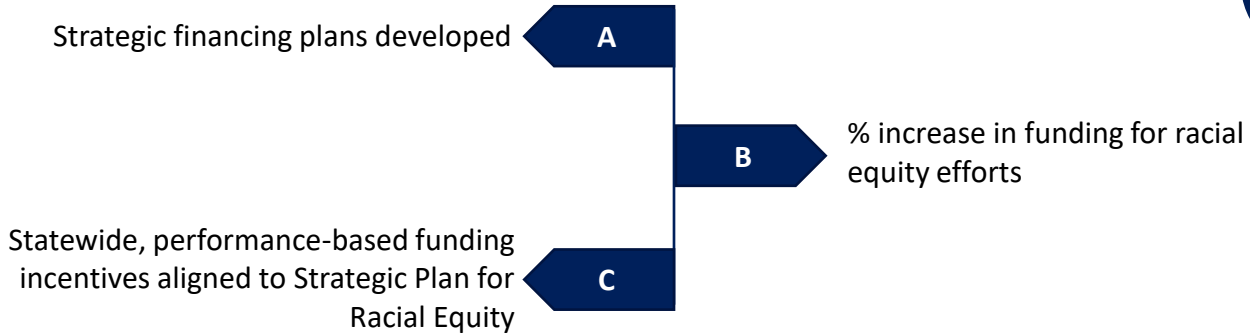 Strategic financing plans developed
A
B
% increase in funding for racial
equity efforts
Statewide, performance-based funding
incentives aligned to Strategic Plan for
Racial Equity
C